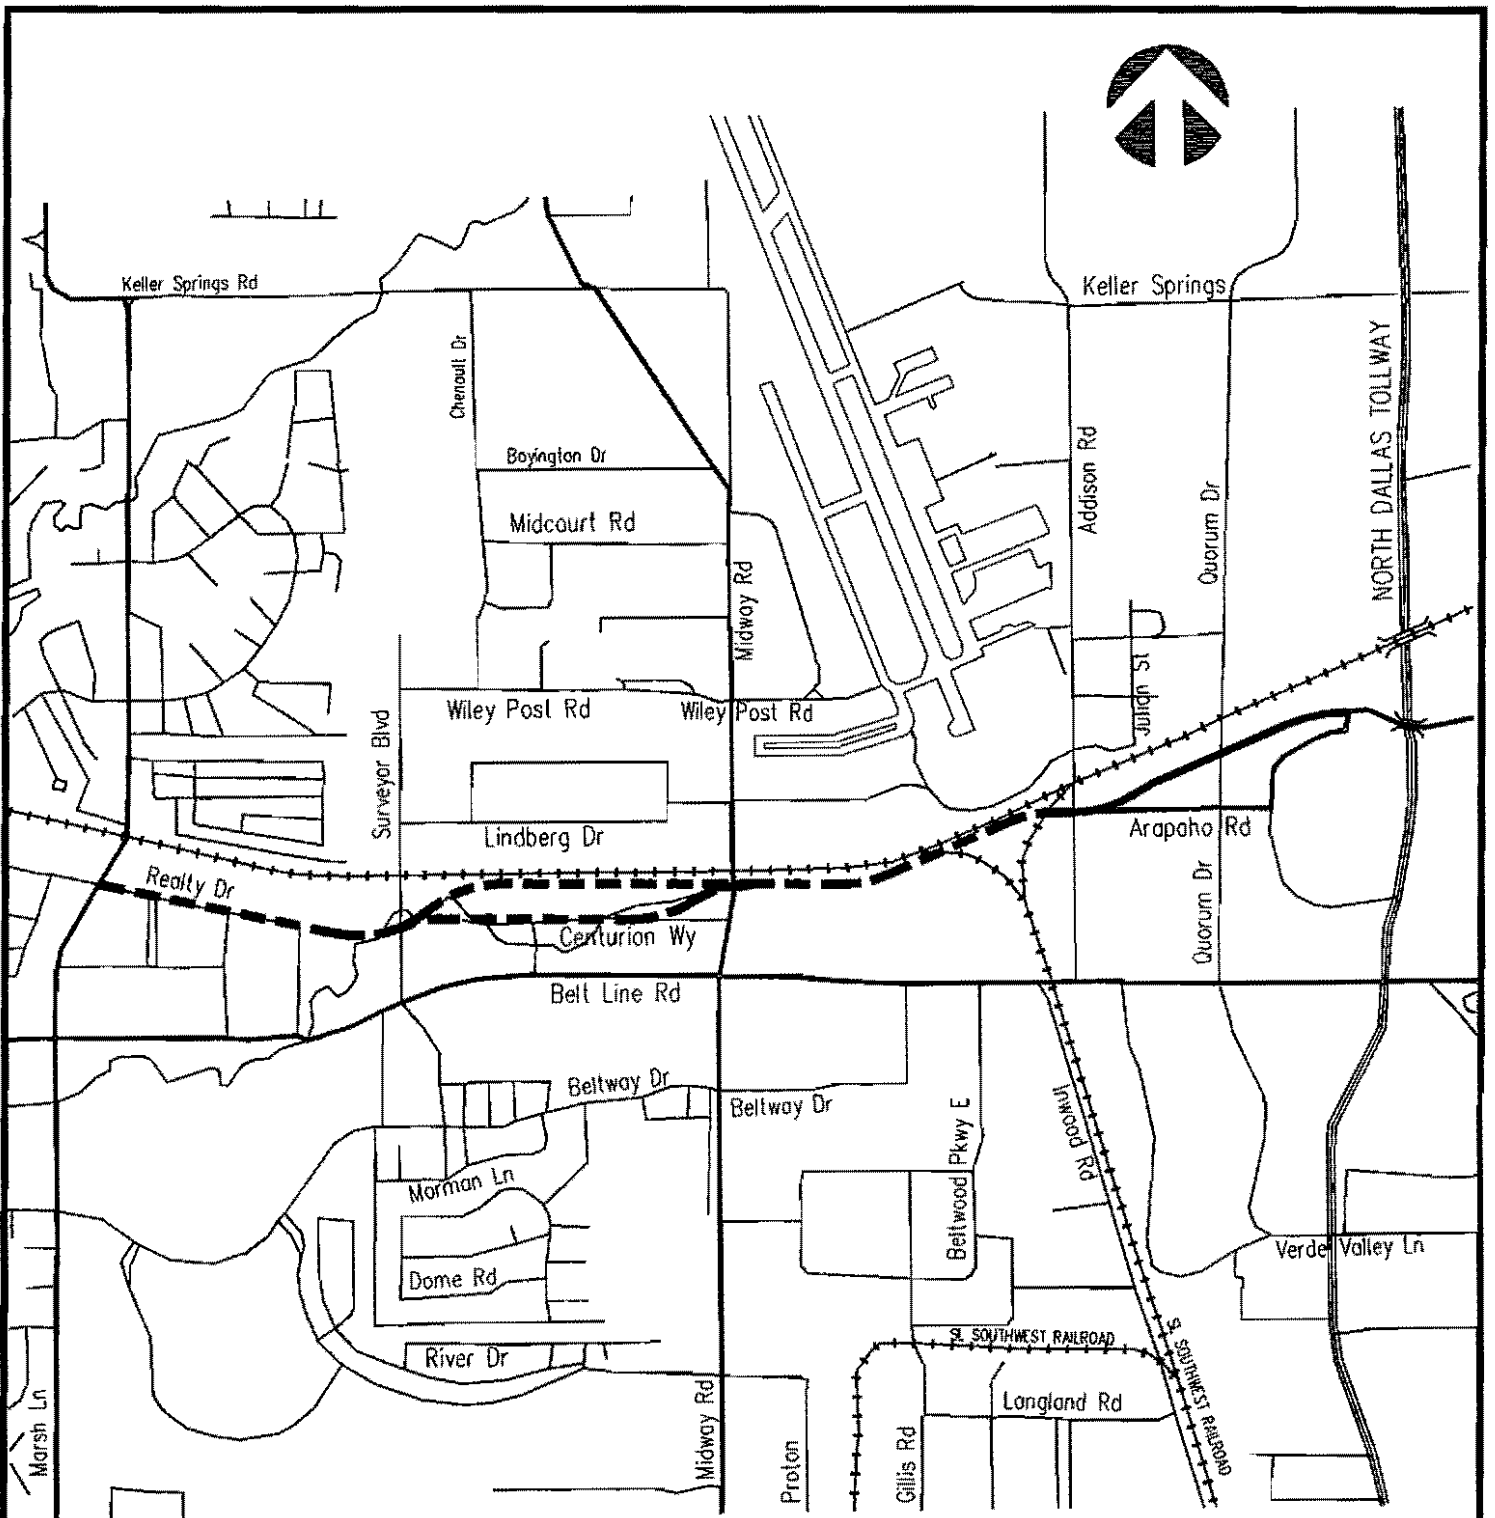 Keller Springs Rd
Keller Springs
Chenault Dr
NORTH DALLAS TOLLWAY
Boyington Dr
Addison Rd
Midcourt Rd
Quorum Dr
Midway Rd
Julian St
Wiley Post Rd
Wiley Post Rd
Surveyor Blvd
Lindberg Dr
Arapaho Rd
Realty Dr
Quorum Dr
Centurion Wy
Belt Line Rd
Beltway Dr
Beltway Dr
Inwood Rd
Beltwood Pkwy E
Morman Ln
Verde Valley Ln
Dome Rd
SL SOUTHWEST RAILROAD
SL SOUTHWEST RAILROAD
River Dr
Langland Rd
Marsh Ln
Midway Rd
Proton
Gillis Rd